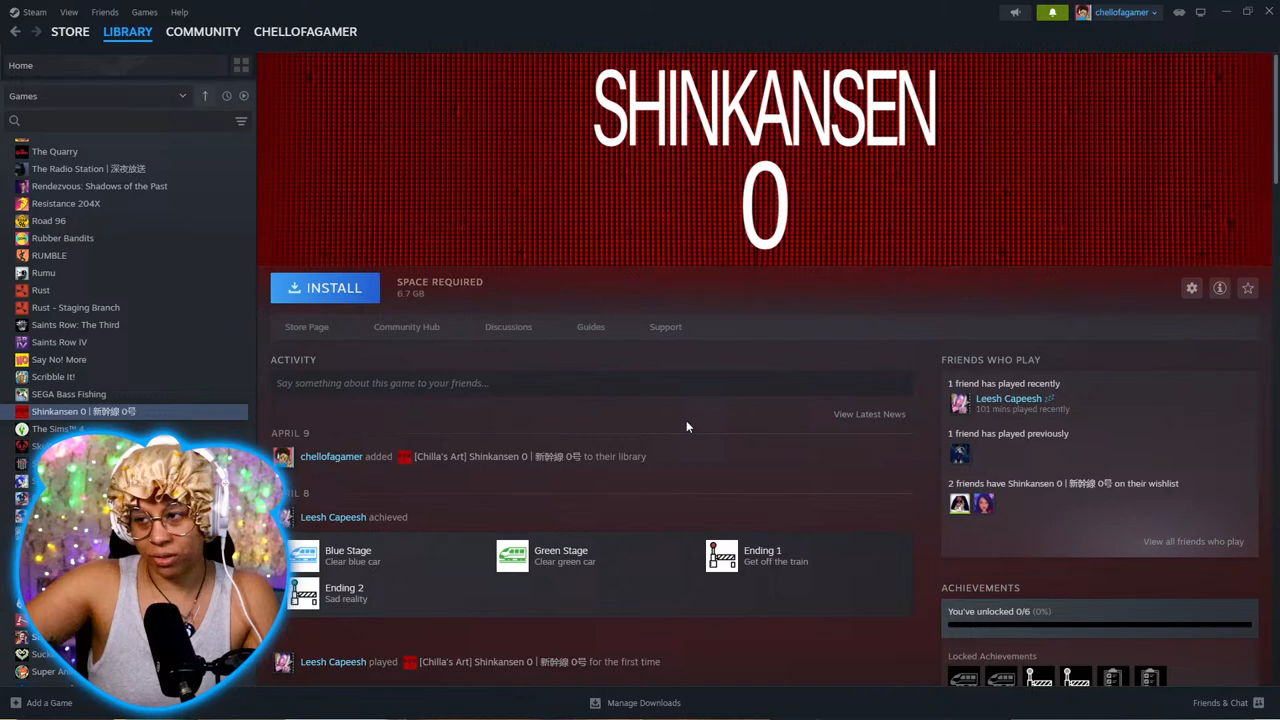 Steam View Friends Games Help
chellofagamer
STORE LIBRARY COMMUNITY CHELLOFAGAMER
Home
Games
The Quarry
The Radio Station | 深夜放送
Rendezvous: Shadows of the Past
Resistance 204X
Road 96
Rubber Bandits
RUMBLE
Rumu
Rust
Rust - Staging Branch
Saints Row: The Third
Saints Row IV
Say No! More
Scribble It!
SEGA Bass Fishing
Shinkansen 0 | 新幹線 0号
The Sims™ 4
Super
Add a Game
SHINKANSEN
0
INSTALL
SPACE REQUIRED
6.7 GB
Store Page Community Hub Discussions Guides Support
ACTIVITY
Say something about this game to your friends...
View Latest News
APRIL 9
chellofagamer added [Chilla's Art] Shinkansen 0 | 新幹線 0号 to their library
8
Leesh Capeesh achieved
Blue Stage
Clear blue car
Green Stage
Clear green car
Ending 1
Get off the train
Ending 2
Sad reality
Leesh Capeesh played [Chilla's Art] Shinkansen 0 | 新幹線 0号 for the first time
FRIENDS WHO PLAY
1 friend has played recently
Leesh Capeesh zzz
101 mins played recently
1 friend has played previously
2 friends have Shinkansen 0 | 新幹線 0号 on their wishlist
View all friends who play
ACHIEVEMENTS
You've unlocked 0/6 (0%)
Locked Achievements
Manage Downloads
Friends & Chat